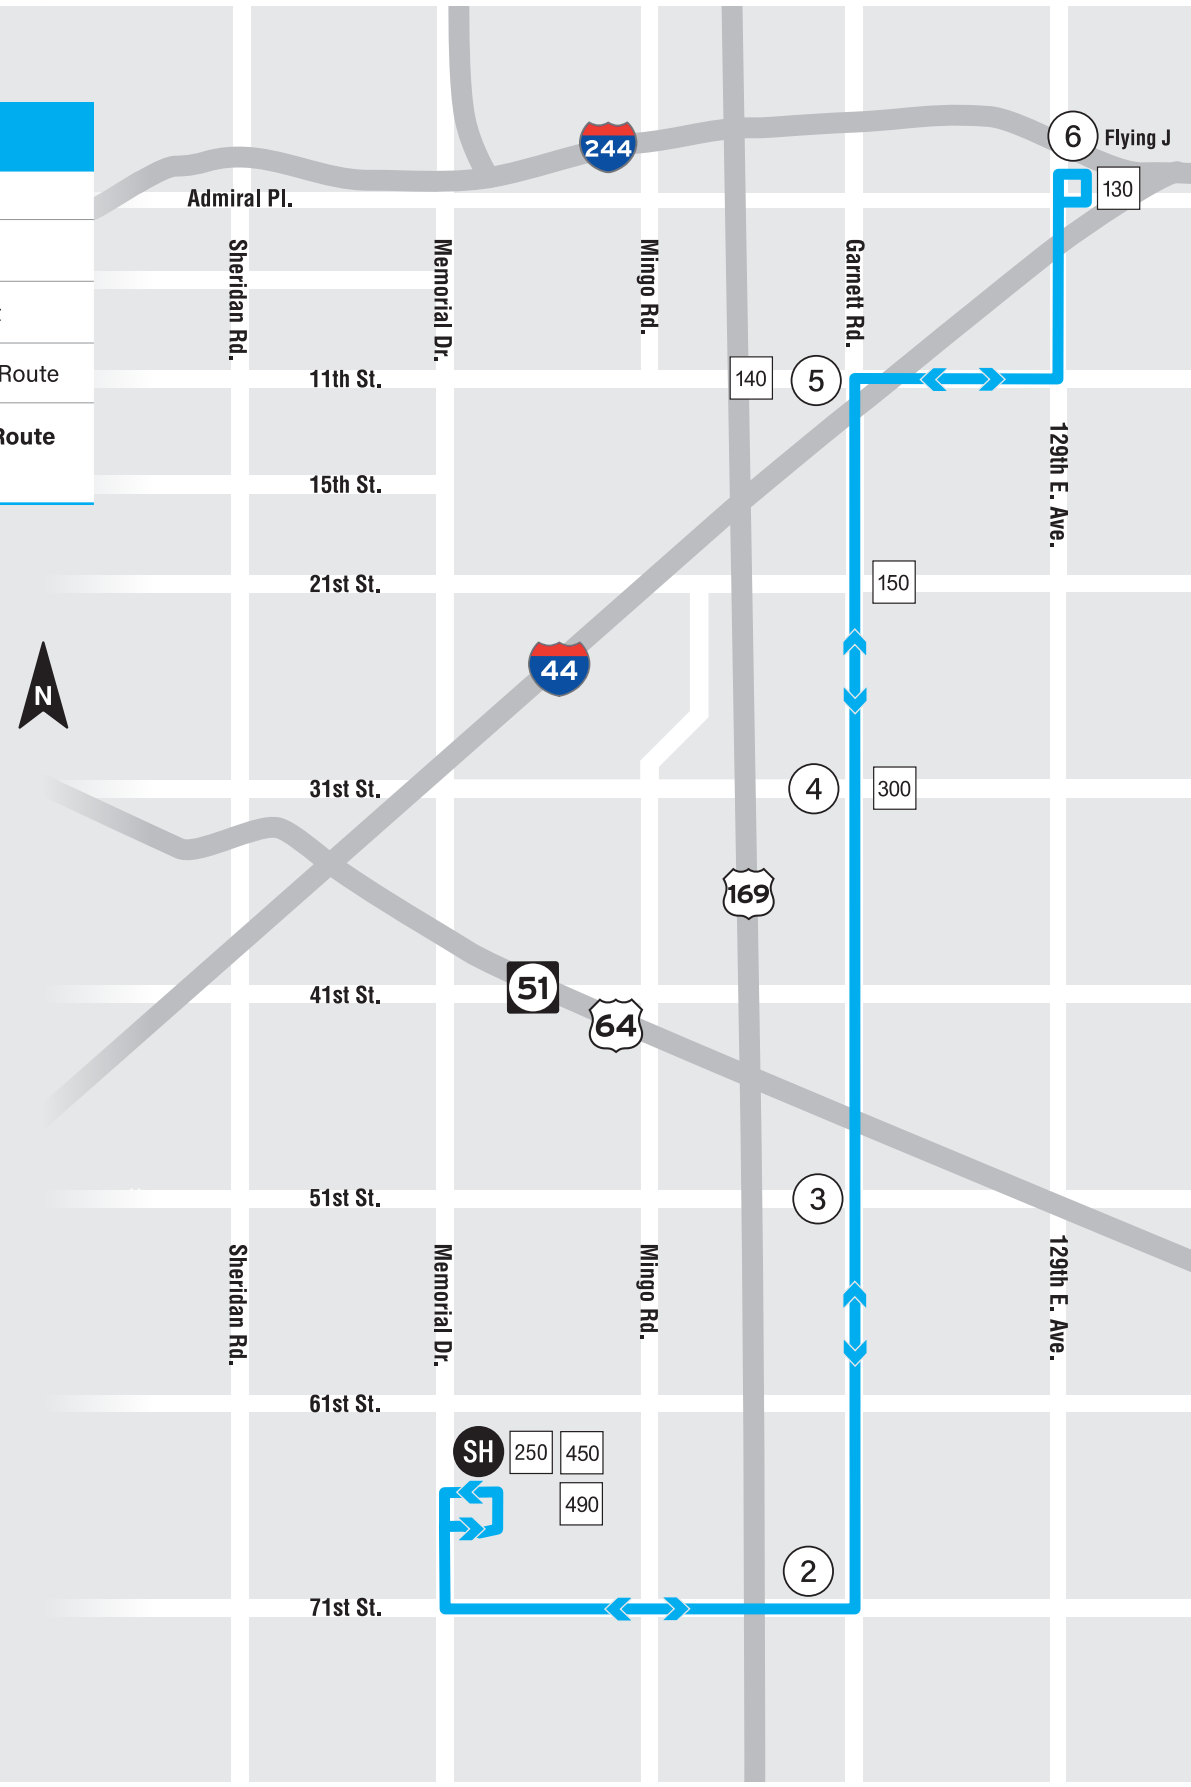 244
6
Flying J
Admiral Pl.
130
Sheridan Rd.
Memorial Dr.
Mingo Rd.
Garnett Rd.
Route
11th St.
140
5
Route
129th E. Ave.
15th St.
21st St.
150
44
N
31st St.
4
300
169
51
41st St.
64
51st St.
3
Sheridan Rd.
Memorial Dr.
Mingo Rd.
129th E. Ave.
61st St.
SH
250
450
490
2
71st St.